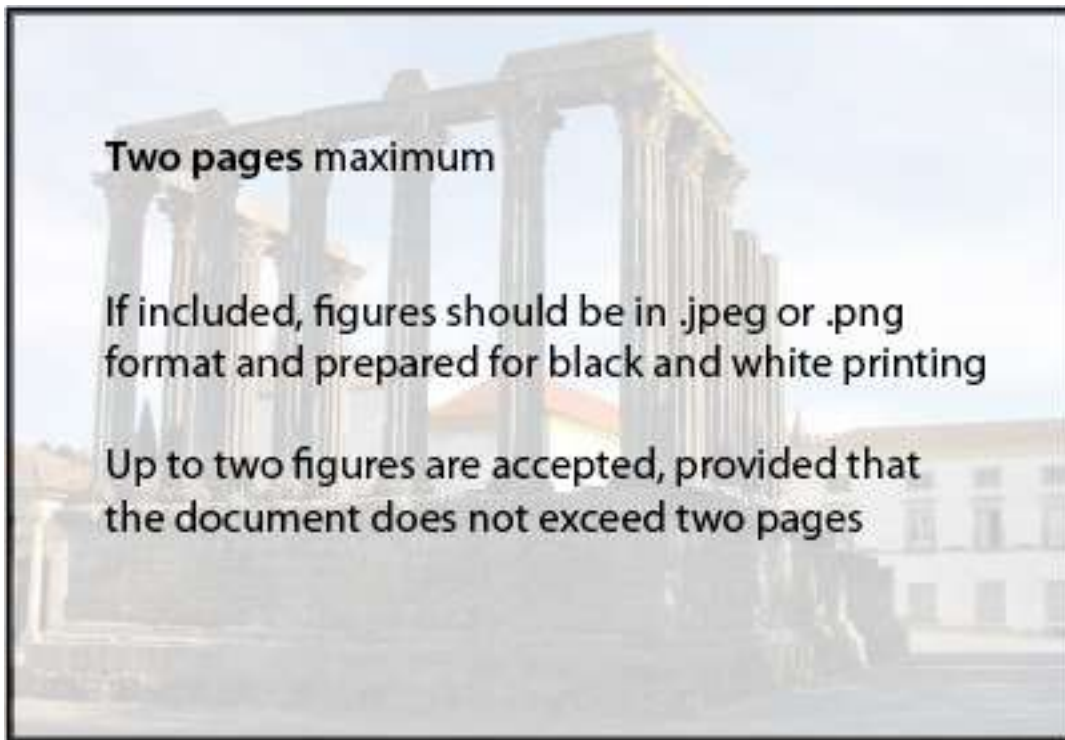 Two pages maximum
If included, figures should be in .jpeg or .png
format and prepared for black and white printing
Up to two figures are accepted, provided that
the document does not exceed two pages